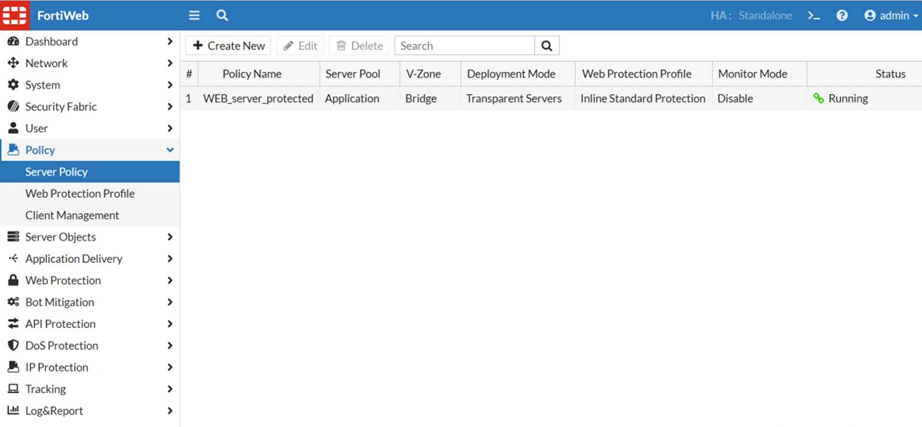 FortiWeb HA: Standalone >_ admin
Dashboard
Network
System
Security Fabric
User
Policy
Server Policy
Web Protection Profile
Client Management
Server Objects
Application Delivery
Web Protection
Bot Mitigation
API Protection
DoS Protection
IP Protection
Tracking
Log&Report
Create New Edit Delete Search
# Policy Name Server Pool V-Zone Deployment Mode Web Protection Profile Monitor Mode Status
1 WEB_server_protected Application Bridge Transparent Servers Inline Standard Protection Disable Running